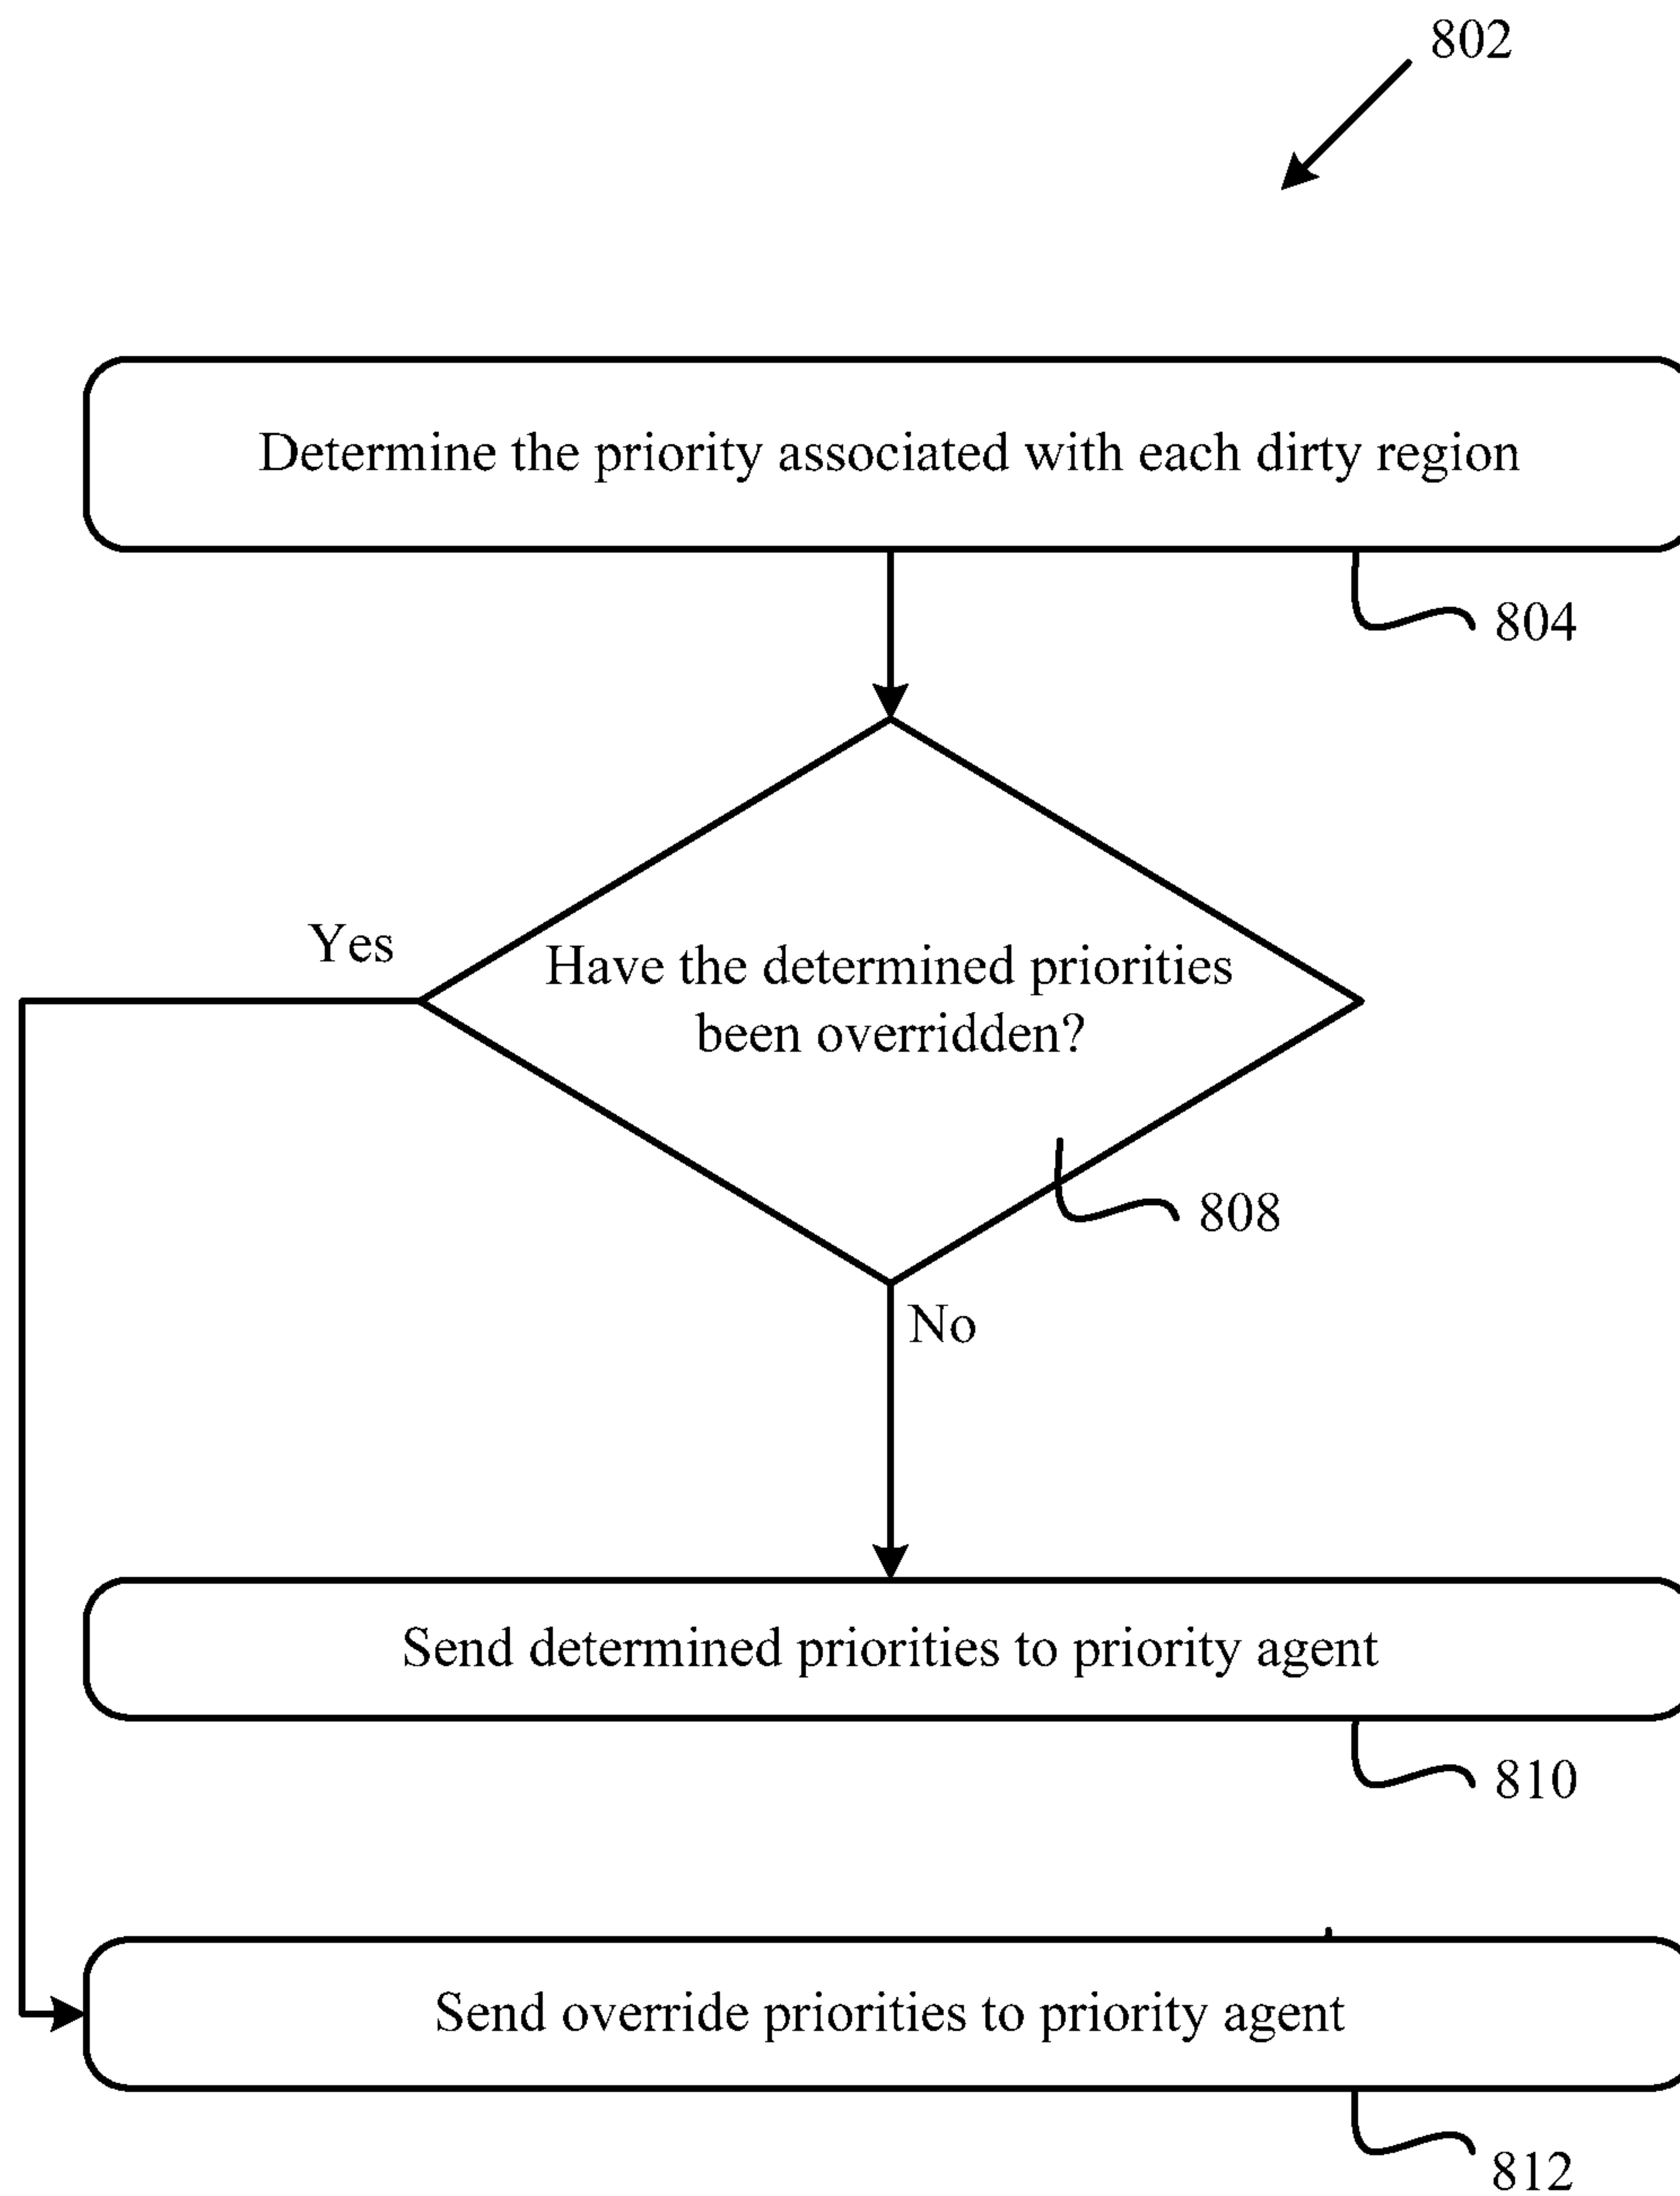 802
Determine the priority associated with each dirty region
804
Yes
Have the determined priorities
been overridden?
808
No
Send determined priorities to priority agent
810
Send override priorities to priority agent
812